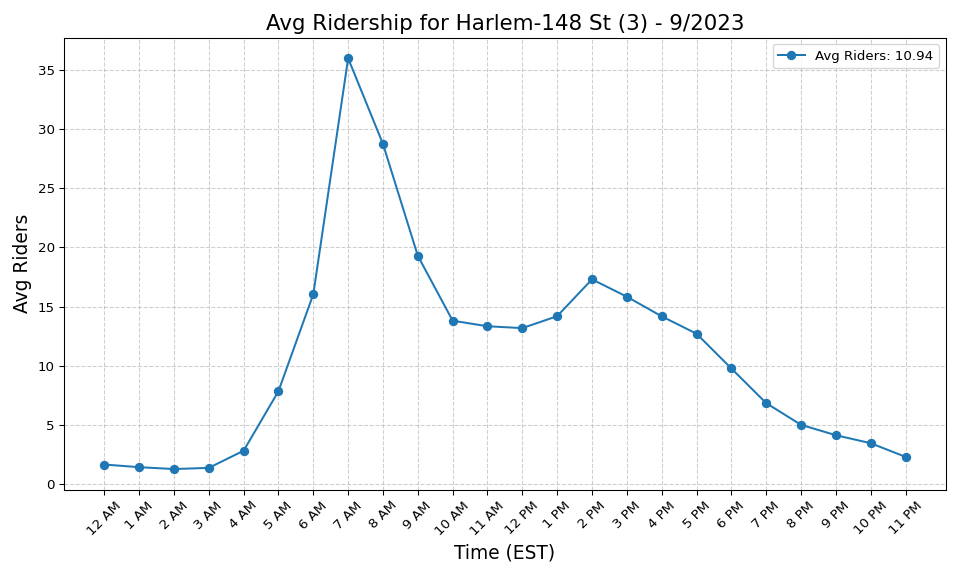 Avg Ridership for Harlem-148 St (3) - 9/2023
Avg Riders: 10.94
Avg Riders
35
30
25
20
15
10
5
0
12 AM
1 AM
2 AM
3 AM
4 AM
5 AM
6 AM
7 AM
8 AM
9 AM
10 AM
11 AM
12 PM
1 PM
2 PM
3 PM
4 PM
5 PM
6 PM
7 PM
8 PM
9 PM
10 PM
11 PM
Time (EST)